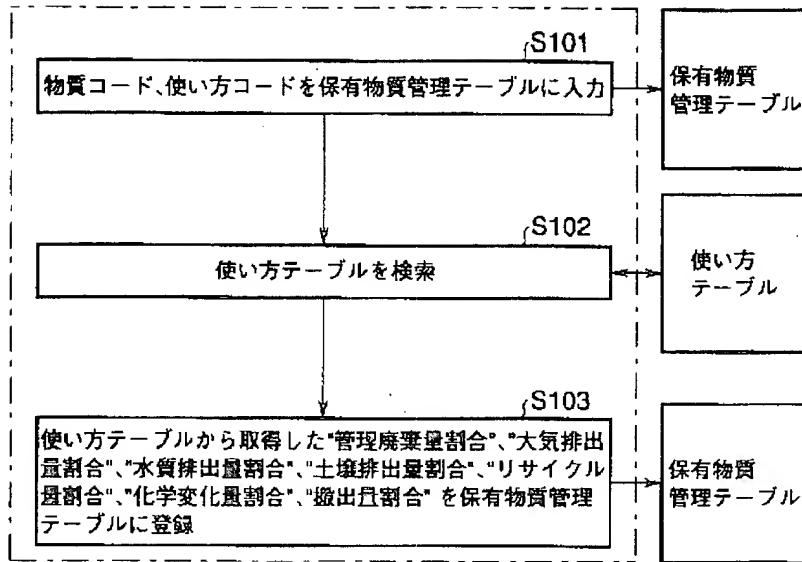 S101
物質コード、使い方コードを保有物質管理テーブルに入力
保有物質
管理テーブル
S102
使い方テーブルを検索
使い方
テーブル
S103
使い方テーブルから取得した"管理廃棄量割合"、"大気排出
量割合"、"水質排出量割合"、"土壌排出量割合"、"リサイクル
量割合"、"化学変化量割合"、"搬出量割合" を保有物質管理
テーブルに登録
保有物質
管理テーブル